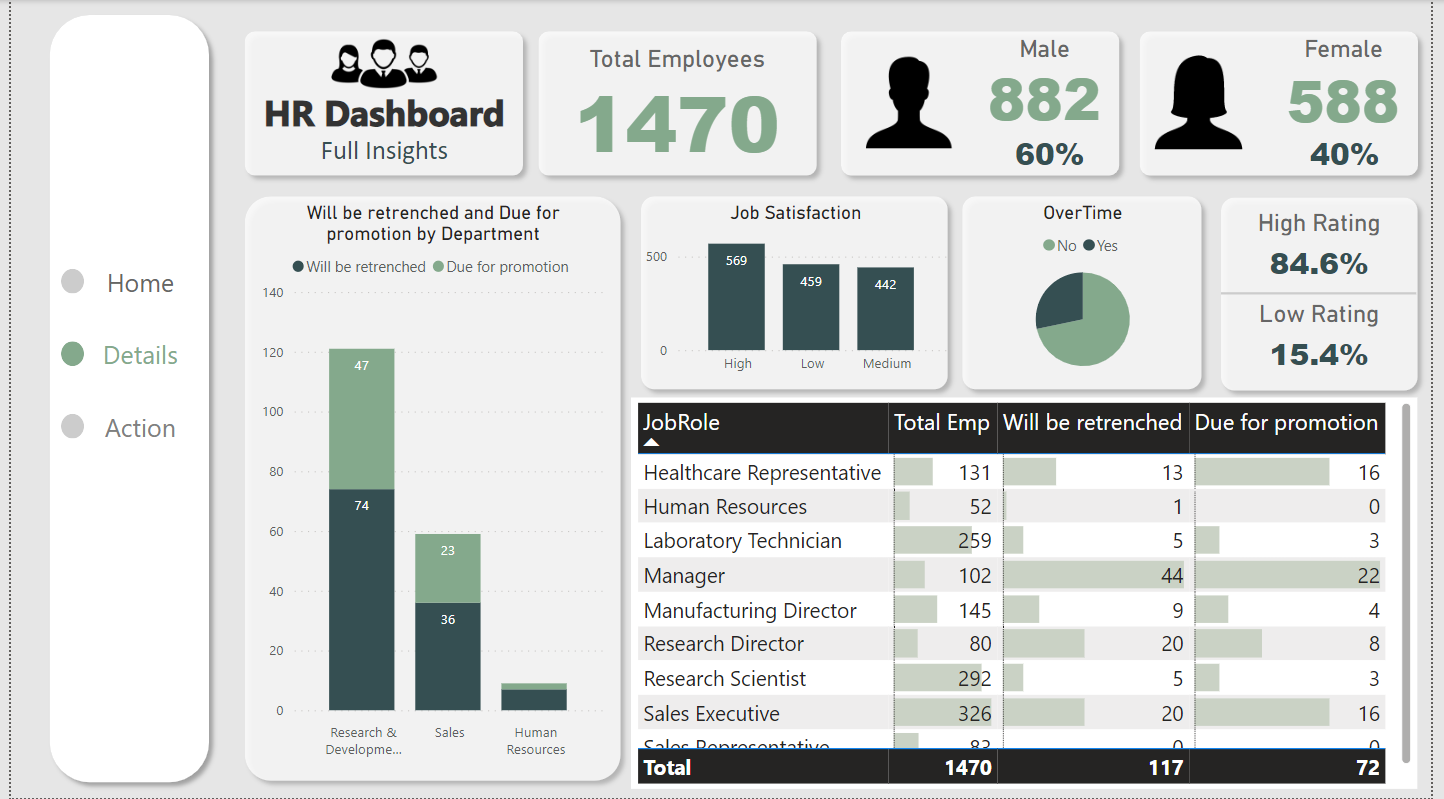 Home
Details
Action
HR Dashboard
Full Insights
Total Employees
1470
Male
882
60%
Female
588
40%
Will be retrenched and Due for
promotion by Department
Will be retrenched Due for promotion
140
120
100
80
60
40
20
0
47
74
23
36
Research &
Developme...
Sales
Human
Resources
Job Satisfaction
500
0
569
459
442
High Low Medium
OverTime
No Yes
High Rating
84.6%
Low Rating
15.4%
JobRole Total Emp Will be retrenched Due for promotion
Healthcare Representative 131 13 16
Human Resources 52 1 0
Laboratory Technician 259 5 3
Manager 102 44 22
Manufacturing Director 145 9 4
Research Director 80 20 8
Research Scientist 292 5 3
Sales Executive 326 20 16
Sales Representative 83 0 0
Total 1470 117 72